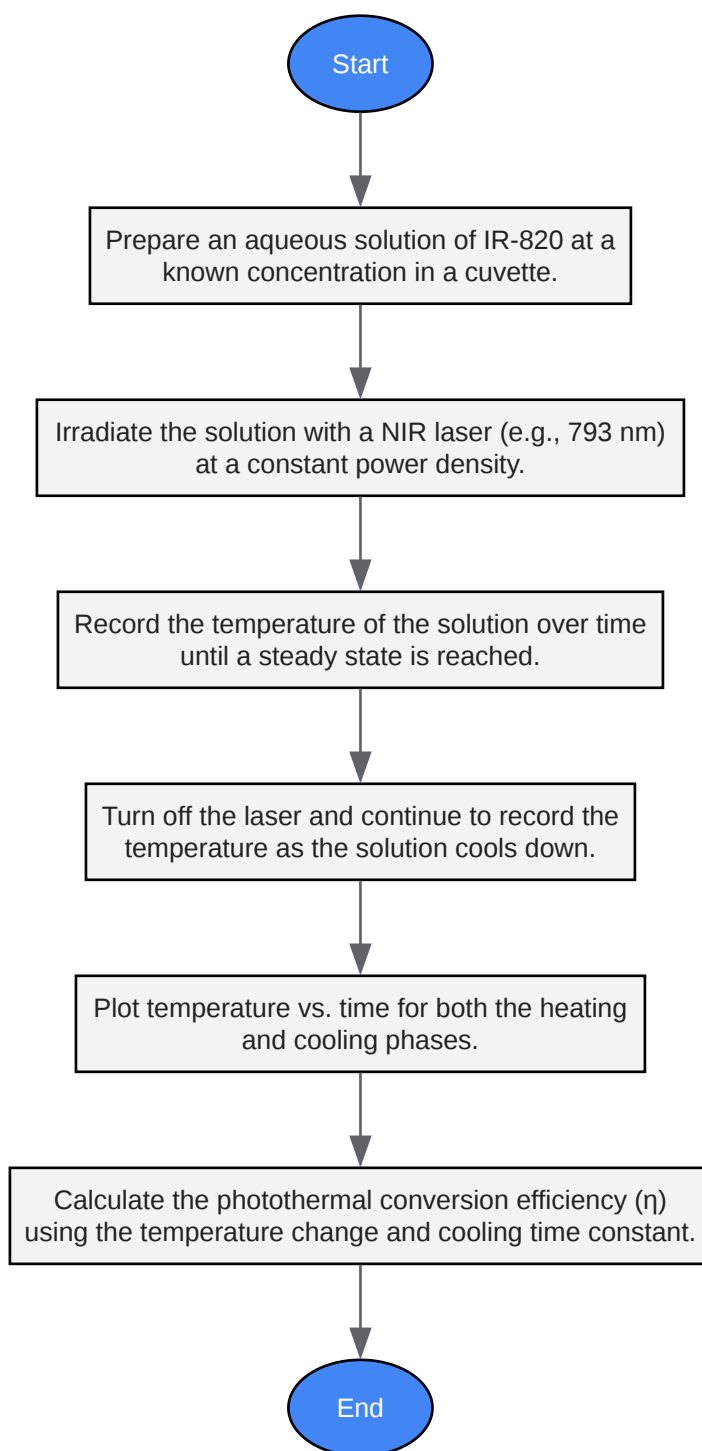 Start
Prepare an aqueous solution of IR-820 at a
known concentration in a cuvette.
Irradiate the solution with a NIR laser (e.g., 793 nm)
at a constant power density.
Record the temperature of the solution over time
until a steady state is reached.
Turn off the laser and continue to record the
temperature as the solution cools down.
Plot temperature vs. time for both the heating
and cooling phases.
Calculate the photothermal conversion efficiency (η)
using the temperature change and cooling time constant.
End